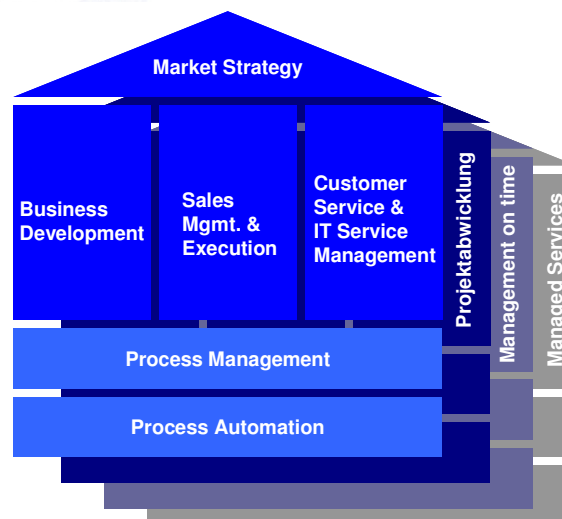 Market Strategy
Business
Development
Sales
Mgmt. &
Execution
Customer
Service &
IT Service
Management
Projektabwicklung
Management on time
Managed Services
Process Management
Process Automation